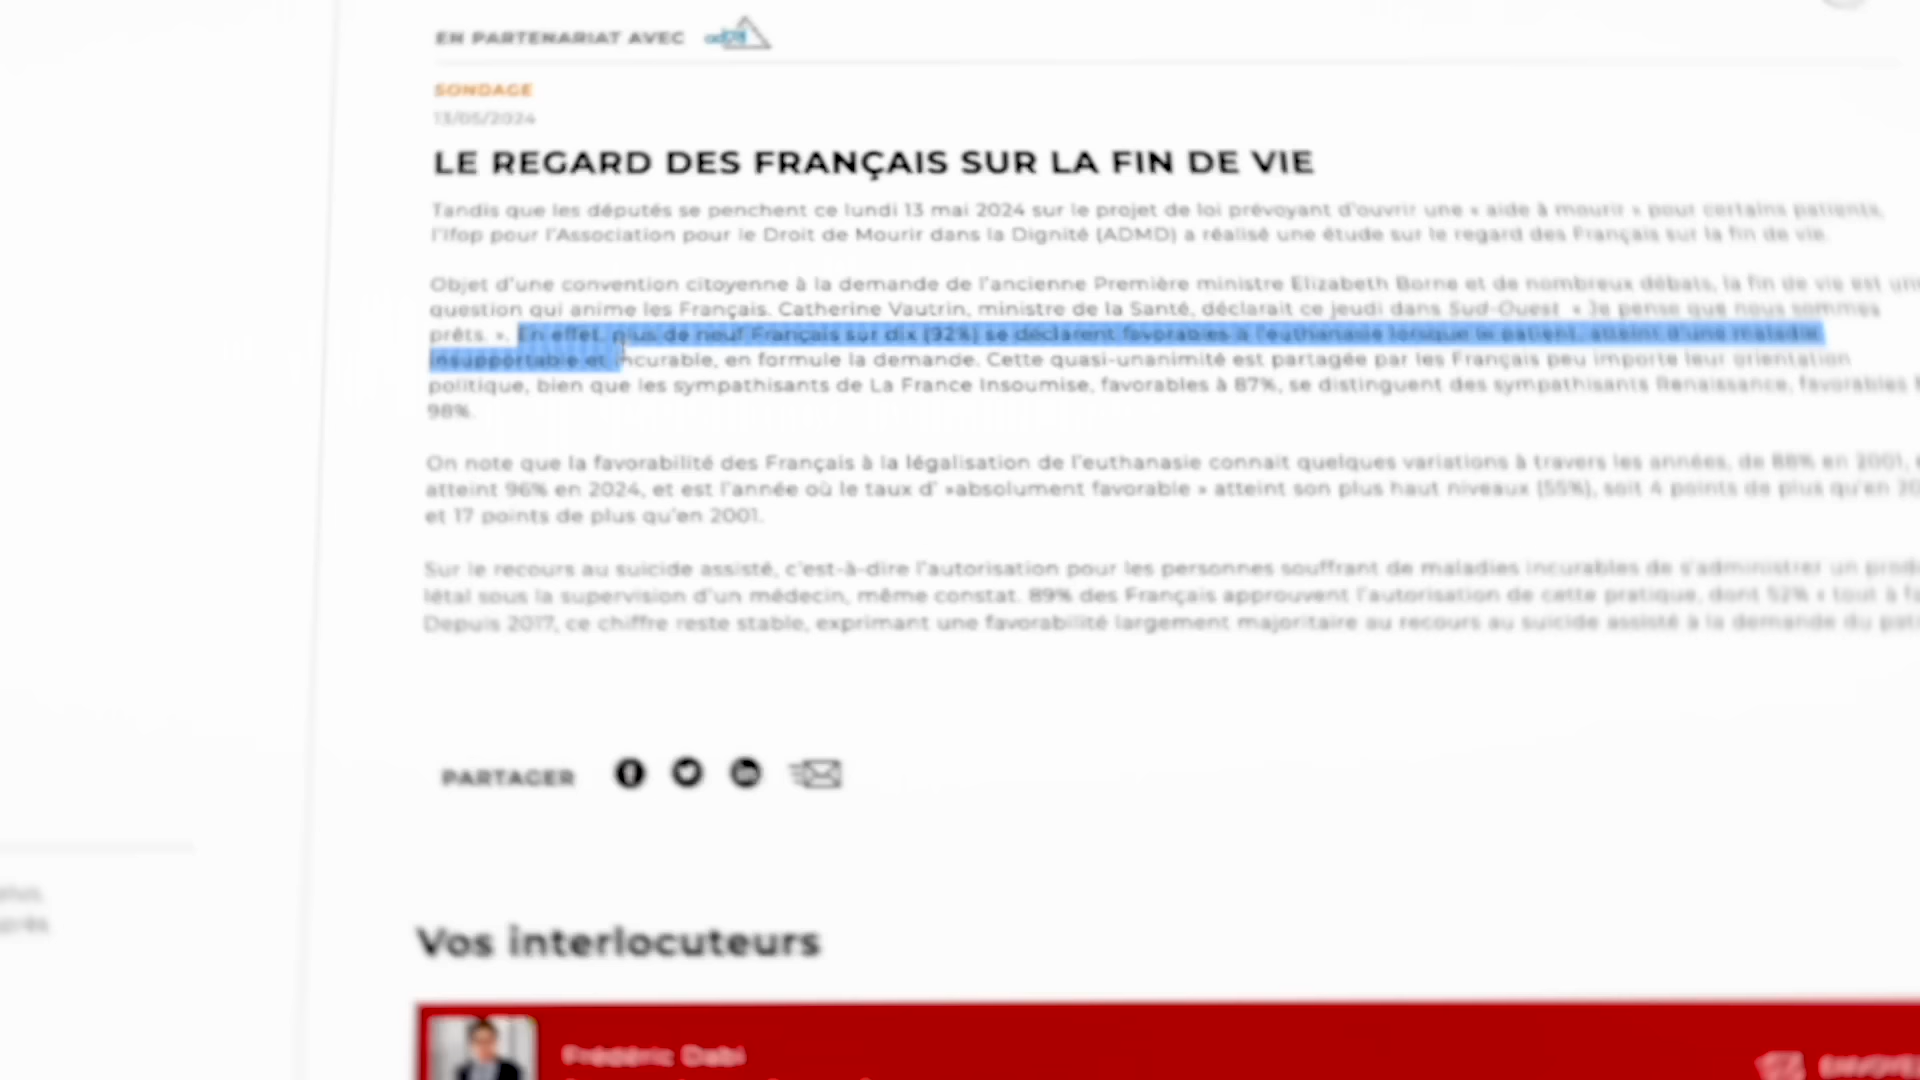 EN PARTENARIAT AVEC
SONDAGE
13/05/2024
LE REGARD DES FRANÇAIS SUR LA FIN DE VIE
Tandis que les députés se penchent ce lundi 13 mai 2024 sur le projet de loi prévoyant d'ouvrir une « aide à mourir » pour certains patients,
l'Ifop pour l'Association pour le Droit de Mourir dans la Dignité (ADMD) a réalisé une étude sur le regard des Français sur la fin de vie.
Objet d'une convention citoyenne à la demande de l'ancienne Première ministre Elizabeth Borne et de nombreux débats, la fin de vie est une
question qui anime les Français. Catherine Vautrin, ministre de la Santé, déclarait ce jeudi dans Sud-Ouest « Je pense que nous sommes
prêts. ». En effet, plus de neuf Français sur dix (92%) se déclarent favorables à l'euthanasie lorsque le patient, atteint d'une maladie
insupportable et incurable, en formule la demande. Cette quasi-unanimité est partagée par les Français peu importe leur orientation
politique, bien que les sympathisants de La France Insoumise, favorables à 87%, se distinguent des sympathisants Renaissance, favorables
98%.
On note que la favorabilité des Français à la légalisation de l'euthanasie connait quelques variations à travers les années, de 88% en 2001,
atteint 96% en 2024, et est l'année où le taux d' »absolument favorable » atteint son plus haut niveaux (55%), soit 4 points de plus qu'en
et 17 points de plus qu'en 2001.
Sur le recours au suicide assisté, c'est-à-dire l'autorisation pour les personnes souffrant de maladies incurables de s'administrer un
létal sous la supervision d'un médecin, même constat. 89% des Français approuvent l'autorisation de cette pratique, dont 52% « tout à
Depuis 2017, ce chiffre reste stable, exprimant une favorabilité largement majoritaire au recours au suicide assisté à la demande du
PARTAGER
Vos interlocuteurs
Frédéric Dabi